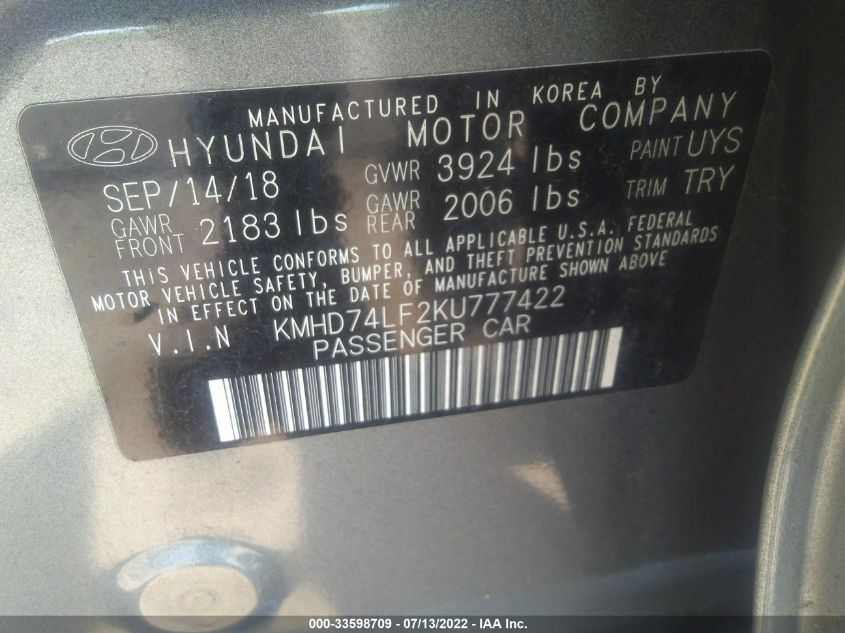 MANUFACTURED IN KOREA BY
HYUNDAI MOTOR COMPANY
SEP/14/18 GVWR 3924 lbs PAINT UYS
GAWR FRONT 2183 lbs GAWR REAR 2006 lbs TRIM TRY
THIS VEHICLE CONFORMS TO ALL APPLICABLE U.S.A. FEDERAL
MOTOR VEHICLE SAFETY, BUMPER, AND THEFT PREVENTION STANDARDS
IN EFFECT ON THE DATE OF MANUFACTURE SHOWN ABOVE
V.I.N KMHD74LF2KU777422
PASSENGER CAR
000-33598709 - 07/13/2022 - IAA Inc.